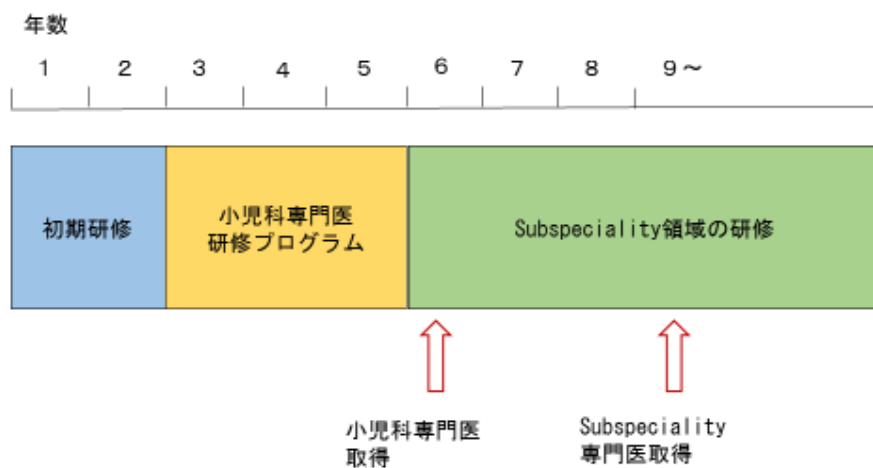 年数
1 2 3 4 5 6 7 8 9~
初期研修
小児科専門医
研修プログラム
Subspeciality領域の研修
小児科専門医
取得
Subspeciality
専門医取得